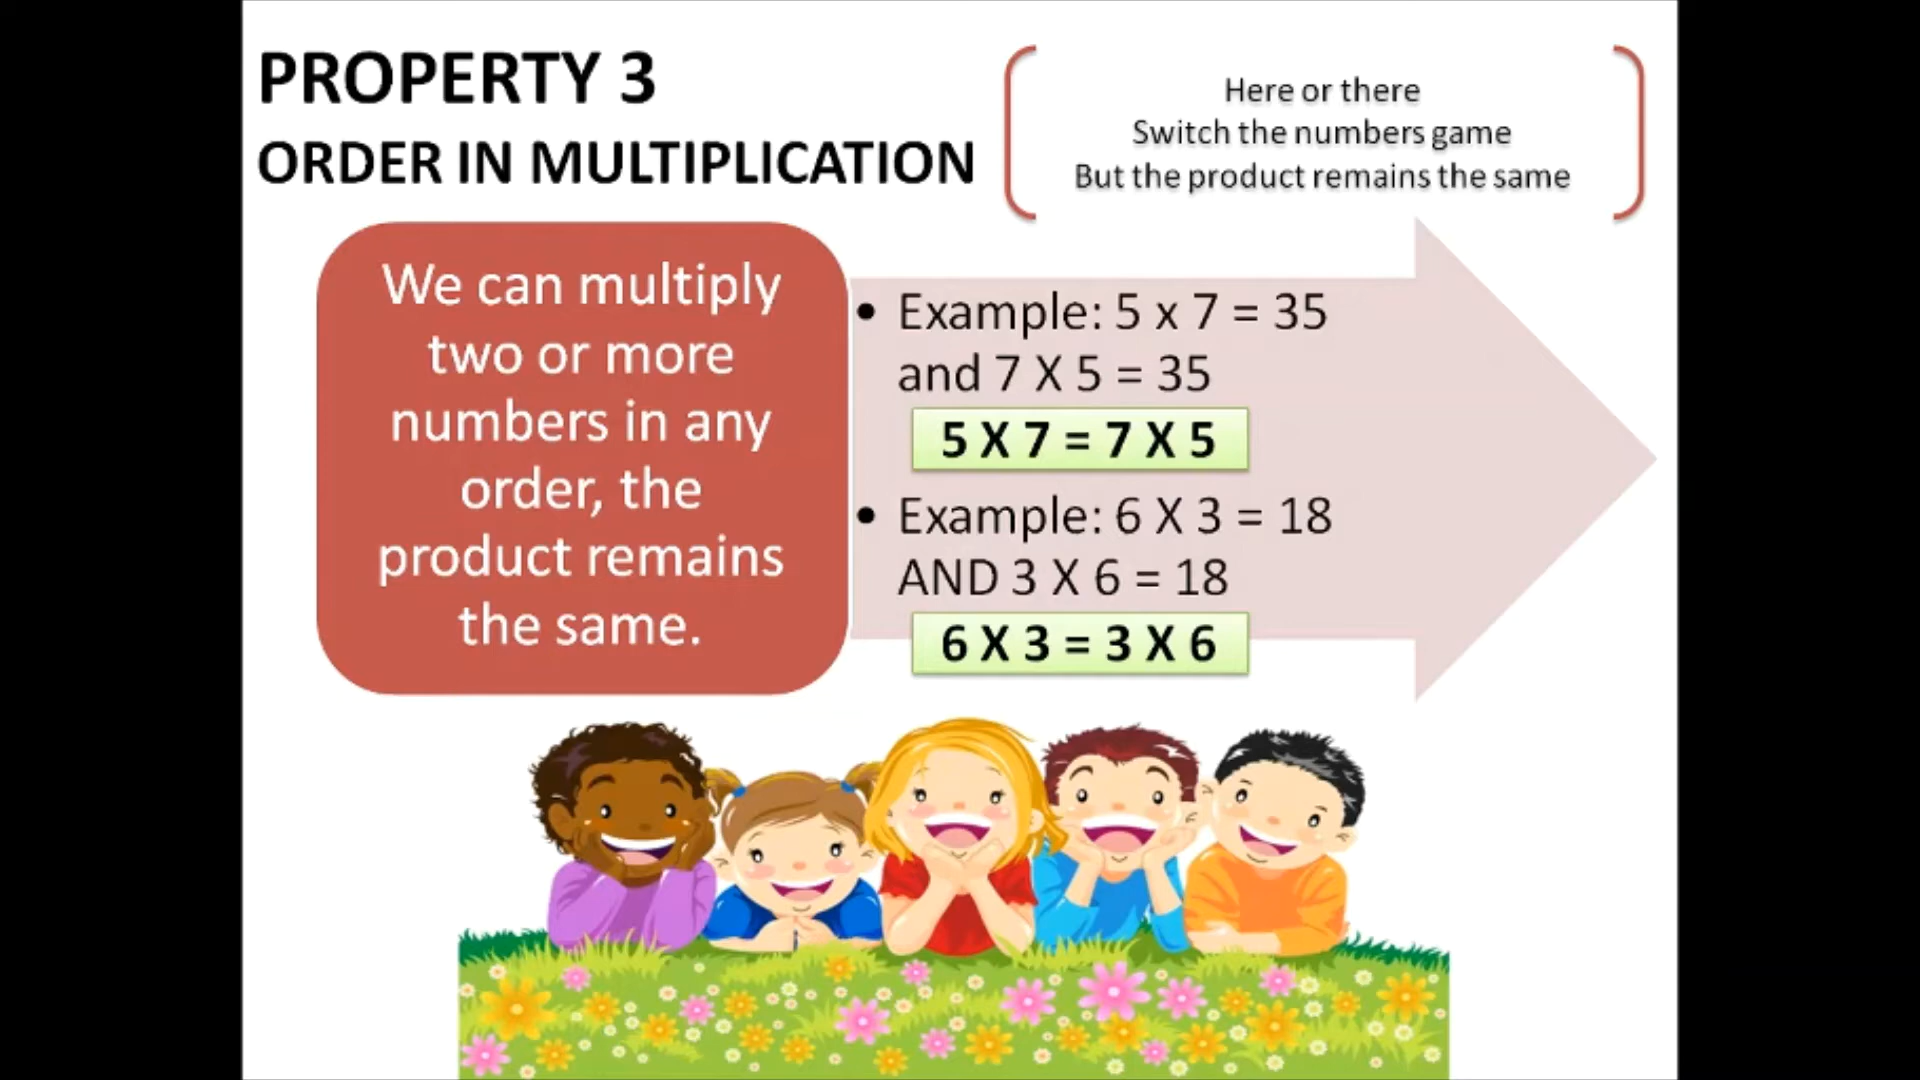 PROPERTY 3
ORDER IN MULTIPLICATION
Here or there
Switch the numbers game
But the product remains the same
We can multiply
two or more
numbers in any
order, the
product remains
the same.
• Example: 5 x 7 = 35
and 7 X 5 = 35
5 X 7 = 7 X 5
• Example: 6 X 3 = 18
AND 3 X 6 = 18
6 X 3 = 3 X 6